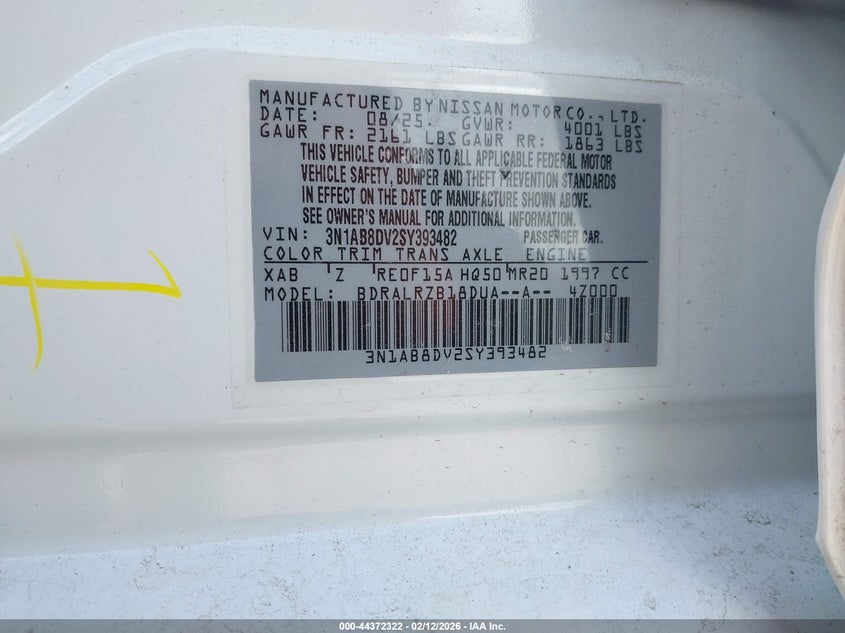 MANUFACTURED BY NISSAN MOTOR CO., LTD.
DATE: 08/25. GVWR: 4001 LBS
GAWR FR: 2161 LBS GAWR RR: 1863 LBS
THIS VEHICLE CONFORMS TO ALL APPLICABLE FEDERAL MOTOR
VEHICLE SAFETY, BUMPER AND THEFT PREVENTION STANDARDS
IN EFFECT ON THE DATE OF MANUFACTURE SHOWN ABOVE.
SEE OWNER'S MANUAL FOR ADDITIONAL INFORMATION.
VIN: 3N1AB8DV2SY393482 PASSENGER CAR.
COLOR TRIM TRANS AXLE ENGINE
XAB Z RE0F15A HQ50 MR20 1997 CC
MODEL: BDRALRZB18DUA--A-- 4Z000
3N1AB8DV2SY393482
000-44372322 | 02/12/2026 | IAA Inc.